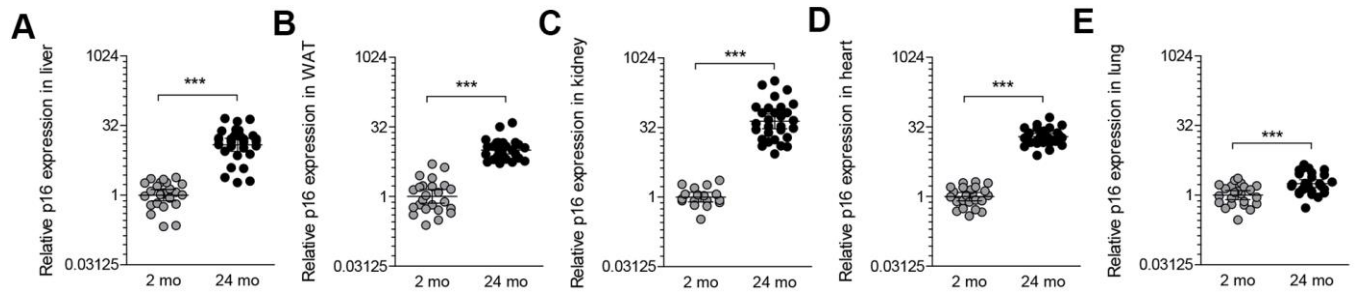 A
Relative p16 expression in liver
1024
32
1
0.03125
***
2 mo
24 mo
B
Relative p16 expression in WAT
1024
32
1
0.03125
***
2 mo
24 mo
C
Relative p16 expression in kidney
1024
32
1
0.03125
***
2 mo
24 mo
D
Relative p16 expression in heart
1024
32
1
0.03125
***
2 mo
24 mo
E
Relative p16 expression in lung
1024
32
1
0.03125
***
2 mo
24 mo